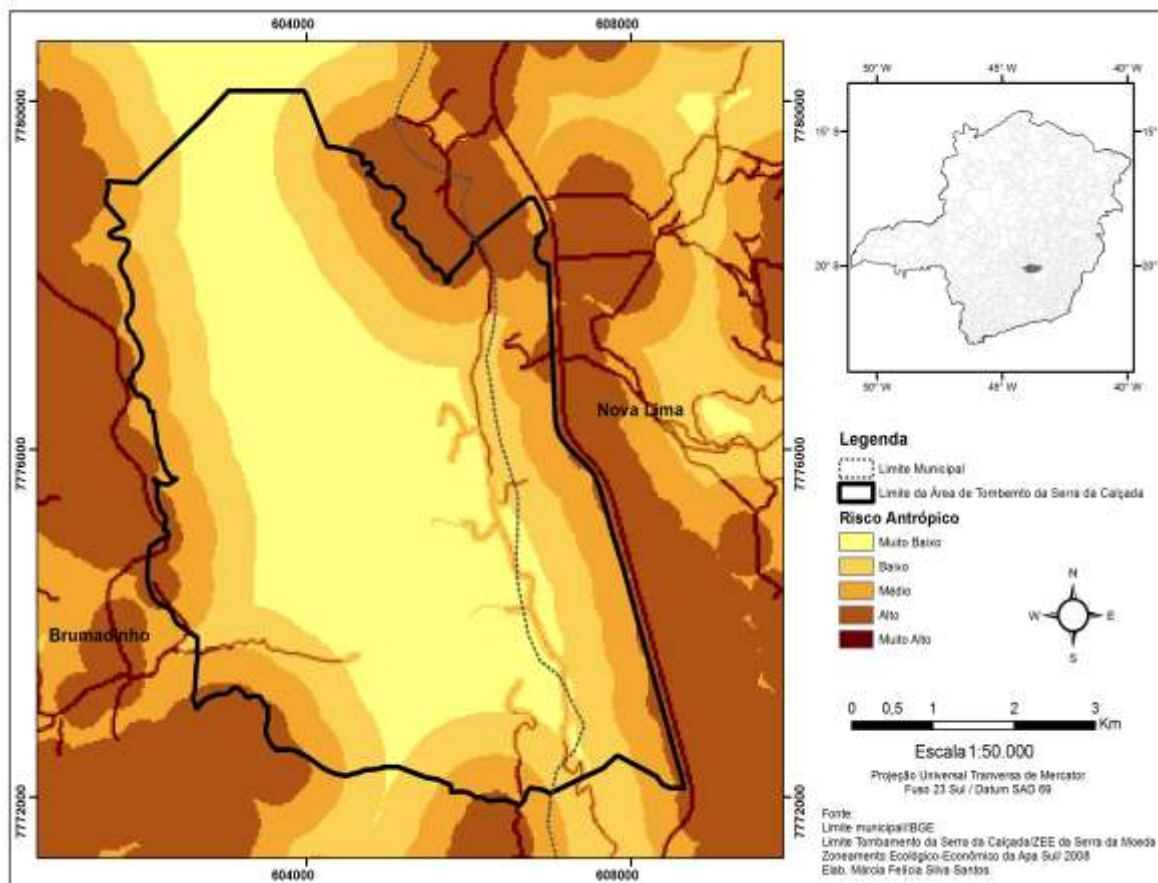 604000
608000
7780000
7780000
50° W
45° W
40° W
15° S
15° S
20° S
20° S
50° W
45° W
40° W
Nova Lima
7776000
7776000
Legenda
Limite Municipal
Limite da Área de Tombemto da Serra da Calçada
Risco Antrópico
Muito Baixo
Baixo
Médio
Alto
Muito Alto
N
W
E
S
Brumadinho
0
0,5
1
2
3
Km
Escala 1:50.000
Projeção Universal Tranversa de Mercator
Fuso 23 Sul / Datum SAD 69
7772000
7772000
Fonte:
Limite municipal/IBGE
Limite Tombamento da Serra da Calçada/ZEE da Serra da Moeda
Zoneamento Ecológico-Econômico da Apa Sul/ 2008
Elab. Márcia Felícia Silva Santos
604000
608000